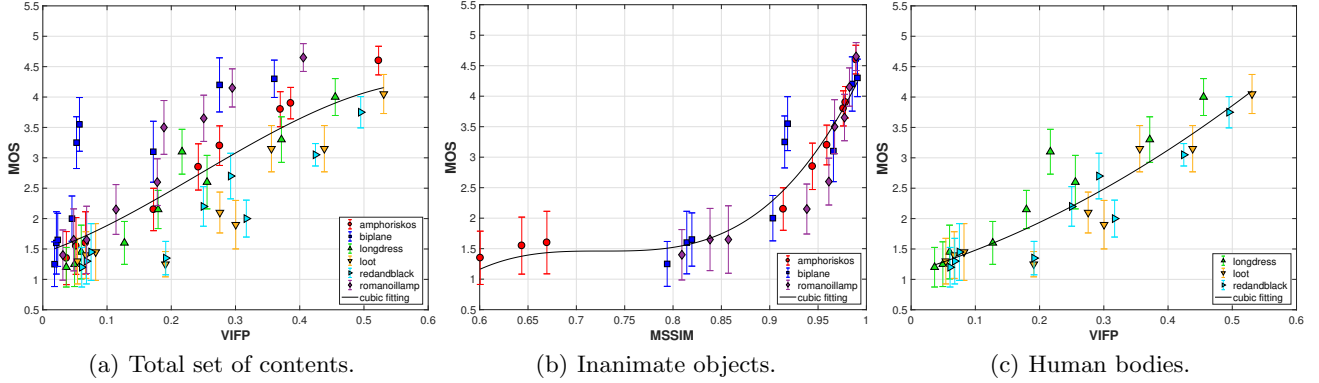 MOS
5
4.5
4
3.5
3
2.5
2
1.5
1
0.5
0
0.1
0.2
0.3
0.4
0.5
0.6
VIFP
amphoriskos
biplane
longdress
loot
redandblack
romanoillamp
cubic fitting
(a) Total set of contents.
MOS
5
4.5
4
3.5
3
2.5
2
1.5
1
0.5
0.6
0.65
0.7
0.75
0.8
0.85
0.9
0.95
1
MSSIM
amphoriskos
biplane
romanoillamp
cubic fitting
(b) Inanimate objects.
MOS
5
4.5
4
3.5
3
2.5
2
1.5
1
0.5
0
0.1
0.2
0.3
0.4
0.5
0.6
VIFP
longdress
loot
redandblack
cubic fitting
(c) Human bodies.